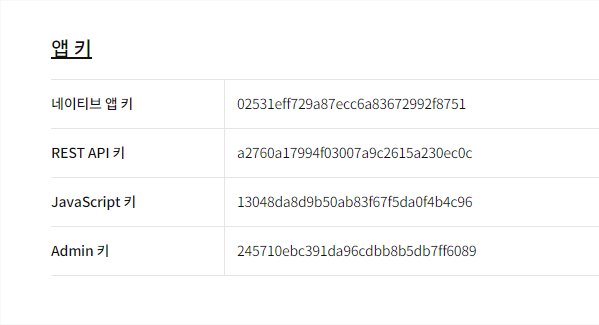 앱 키
네이티브 앱 키 02531eff729a87ecc6a83672992f8751
REST API 키 a2760a17994f03007a9c2615a230ec0c
JavaScript 키 13048da8d9b50ab83f67f5da0f4b4c96
Admin 키 245710ebc391da96cdbb8b5db7ff6089